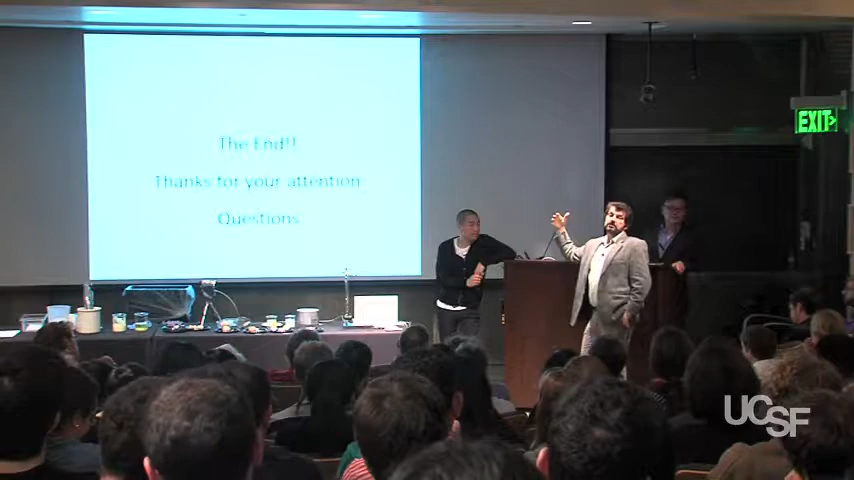 The End!!
Thanks for your attention
Questions
EXIT
UCSF